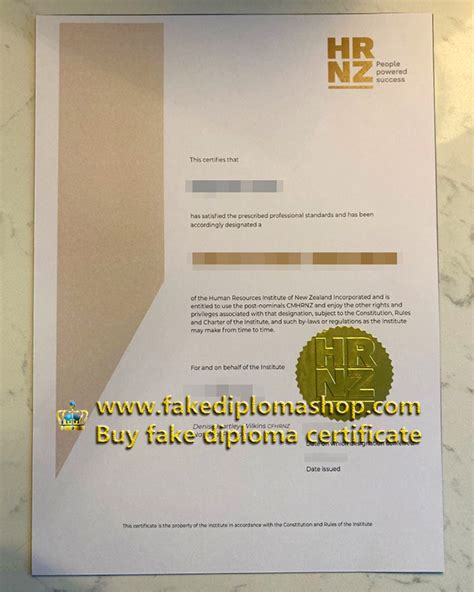 HR
NZ
People
powered
success
This certifies that
has satisfied the prescribed professional standards and has been
accordingly designated a
of the Human Resources Institute of New Zealand Incorporated and is
entitled to use the post-nominals CMHRNZ and enjoy the other rights and
privileges associated with that designation, subject to the Constitution, Rules
and Charter of the Institute, and such by-laws or regulations as the Institute
may make from time to time.
For and on behalf of the Institute
HR
NZ
www.fakediplomashop.com
Buy fake diploma certificate
CFHRNZ
Date issued
This certificate is the property of the Institute in accordance with the Constitution and Rules of the Institute